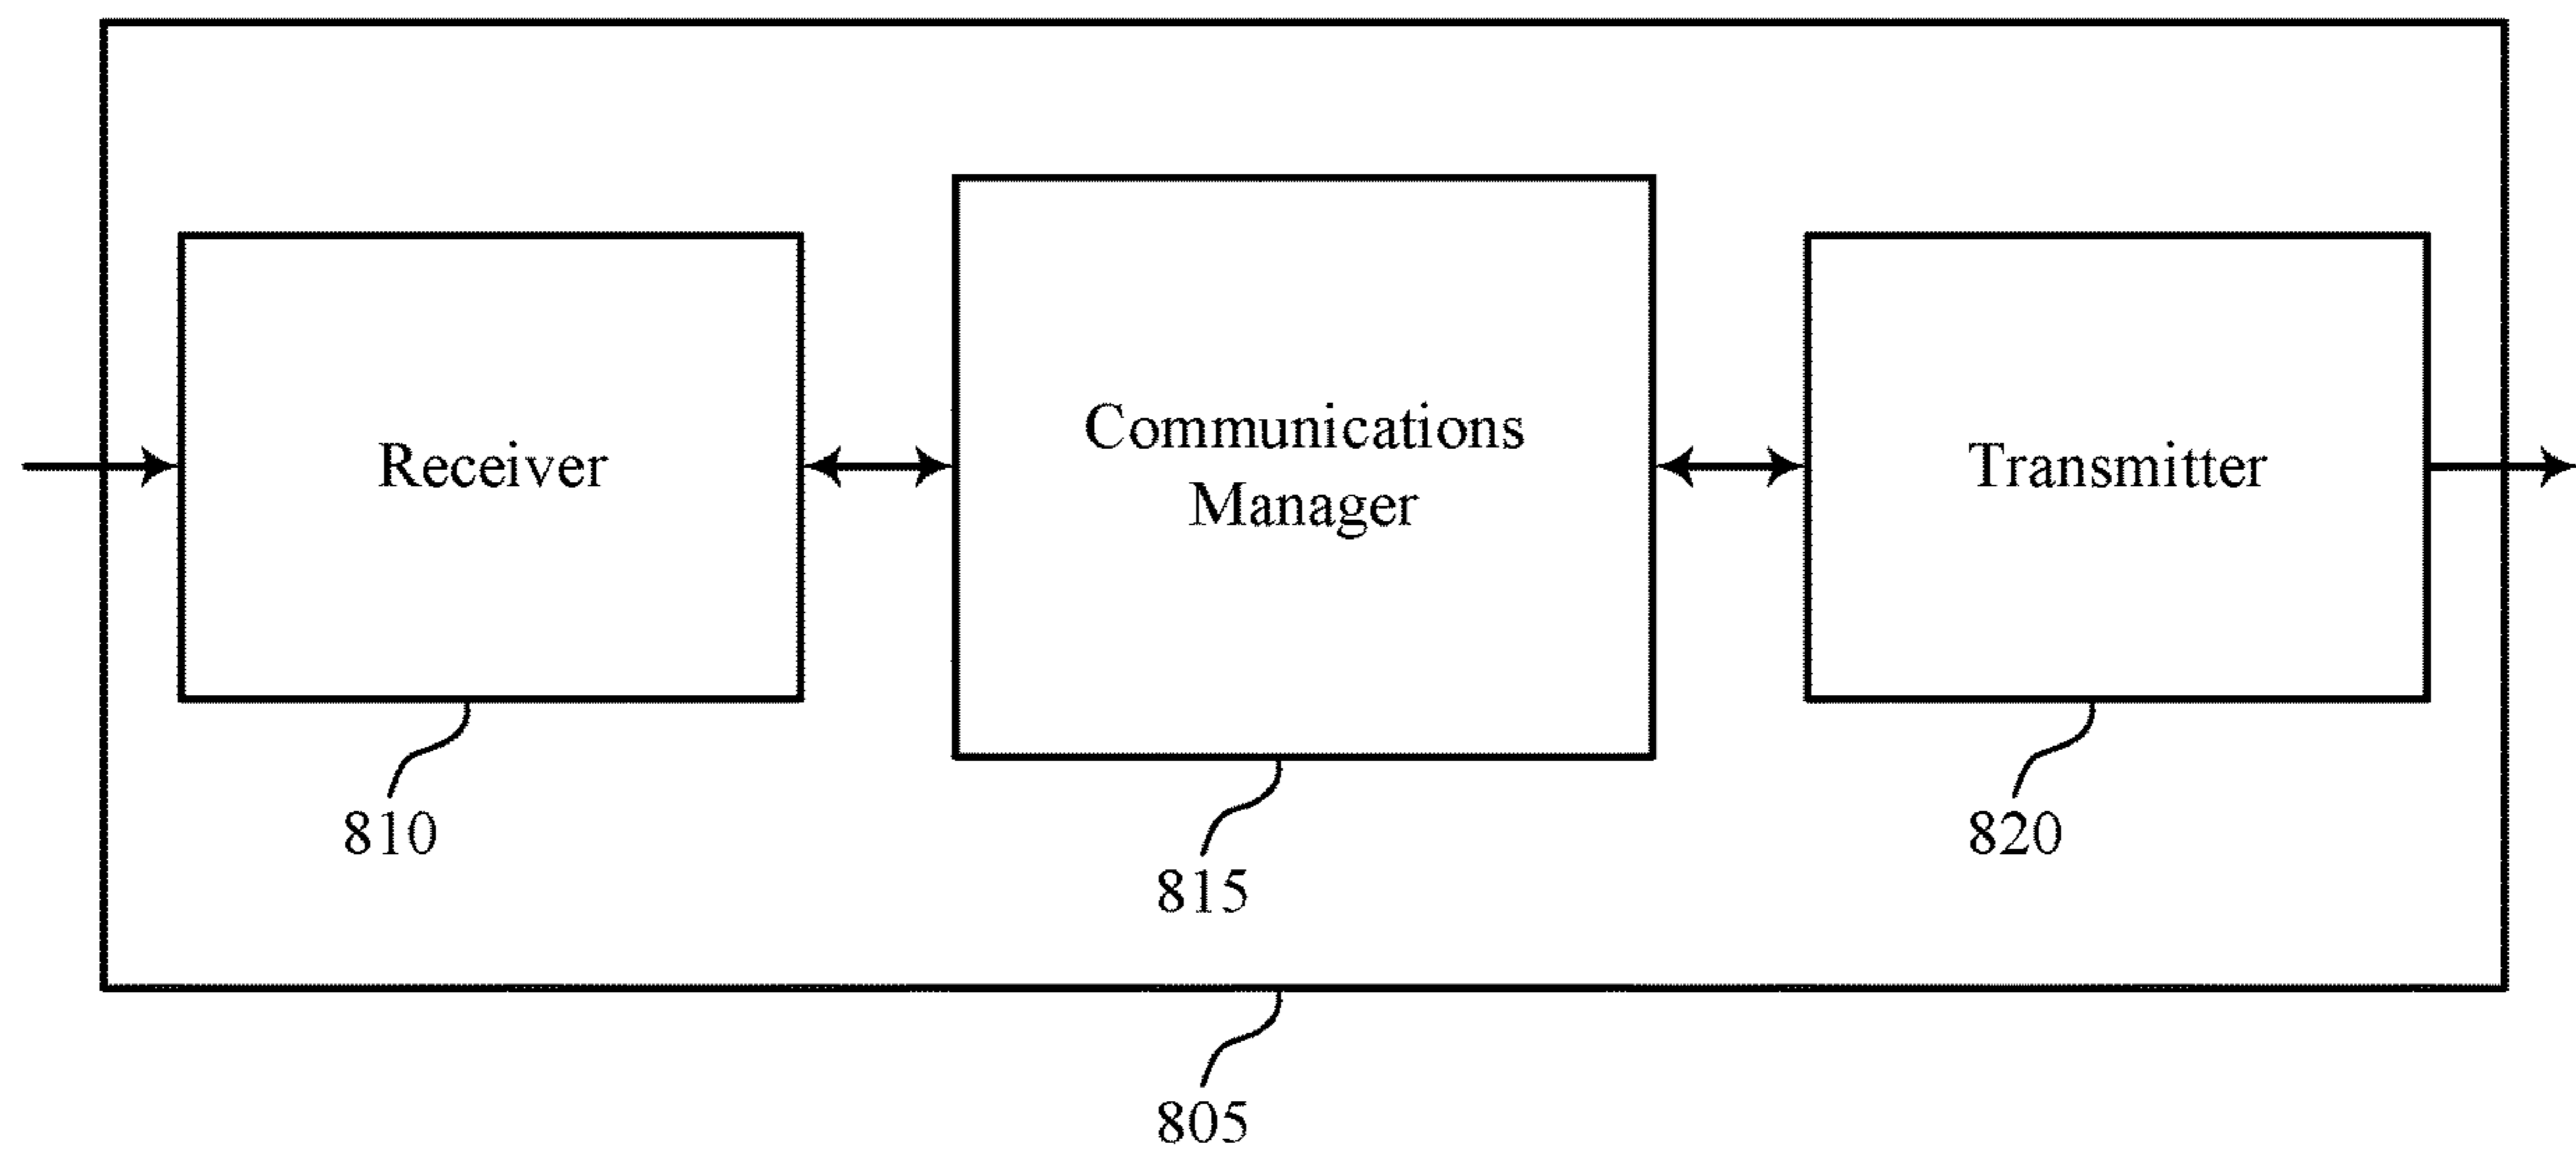 Receiver
Communications
Manager
Transmitter
810
815
820
805